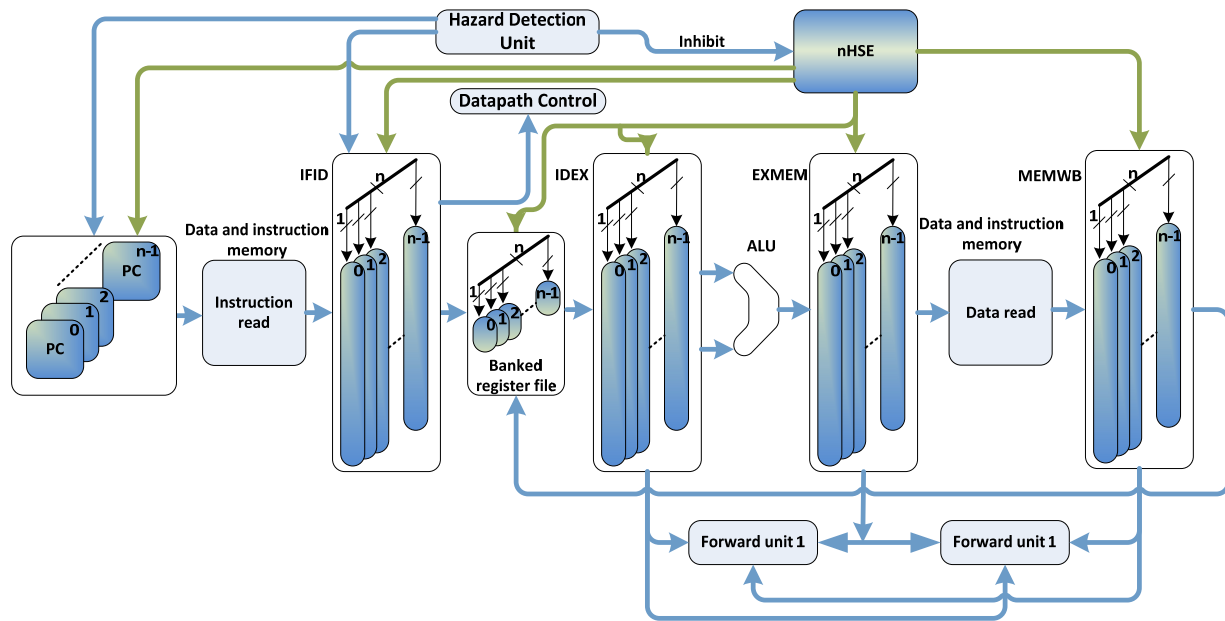 Hazard Detection
Unit
Inhibit
nHSE
Datapath Control
IFID
n
1
0
1
2
n-1
IDEX
n
1
0
1
2
n-1
EXMEM
n
1
0
1
2
n-1
MEMWB
n
1
0
1
2
n-1
n-1
PC
2
1
0
PC
Data and instruction
memory
Instruction
read
n
1
0
1
2
n-1
Banked
register file
ALU
Data and instruction
memory
Data read
Forward unit 1
Forward unit 1